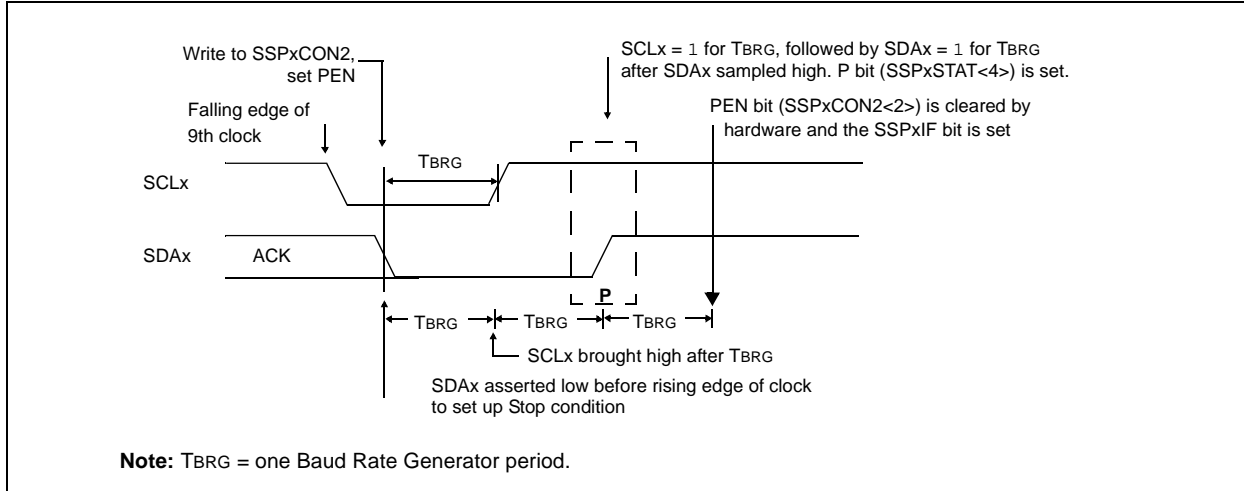 Write to SSPxCON2,
set PEN
SCLx = 1 for TBRG, followed by SDAx = 1 for TBRG
after SDAx sampled high. P bit (SSPxSTAT<4>) is set.
Falling edge of
9th clock
PEN bit (SSPxCON2<2>) is cleared by
hardware and the SSPxIF bit is set
TBRG
SCLx
SDAx
ACK
P
TBRG
TBRG
TBRG
SCLx brought high after TBRG
SDAx asserted low before rising edge of clock
to set up Stop condition
Note: TBRG = one Baud Rate Generator period.